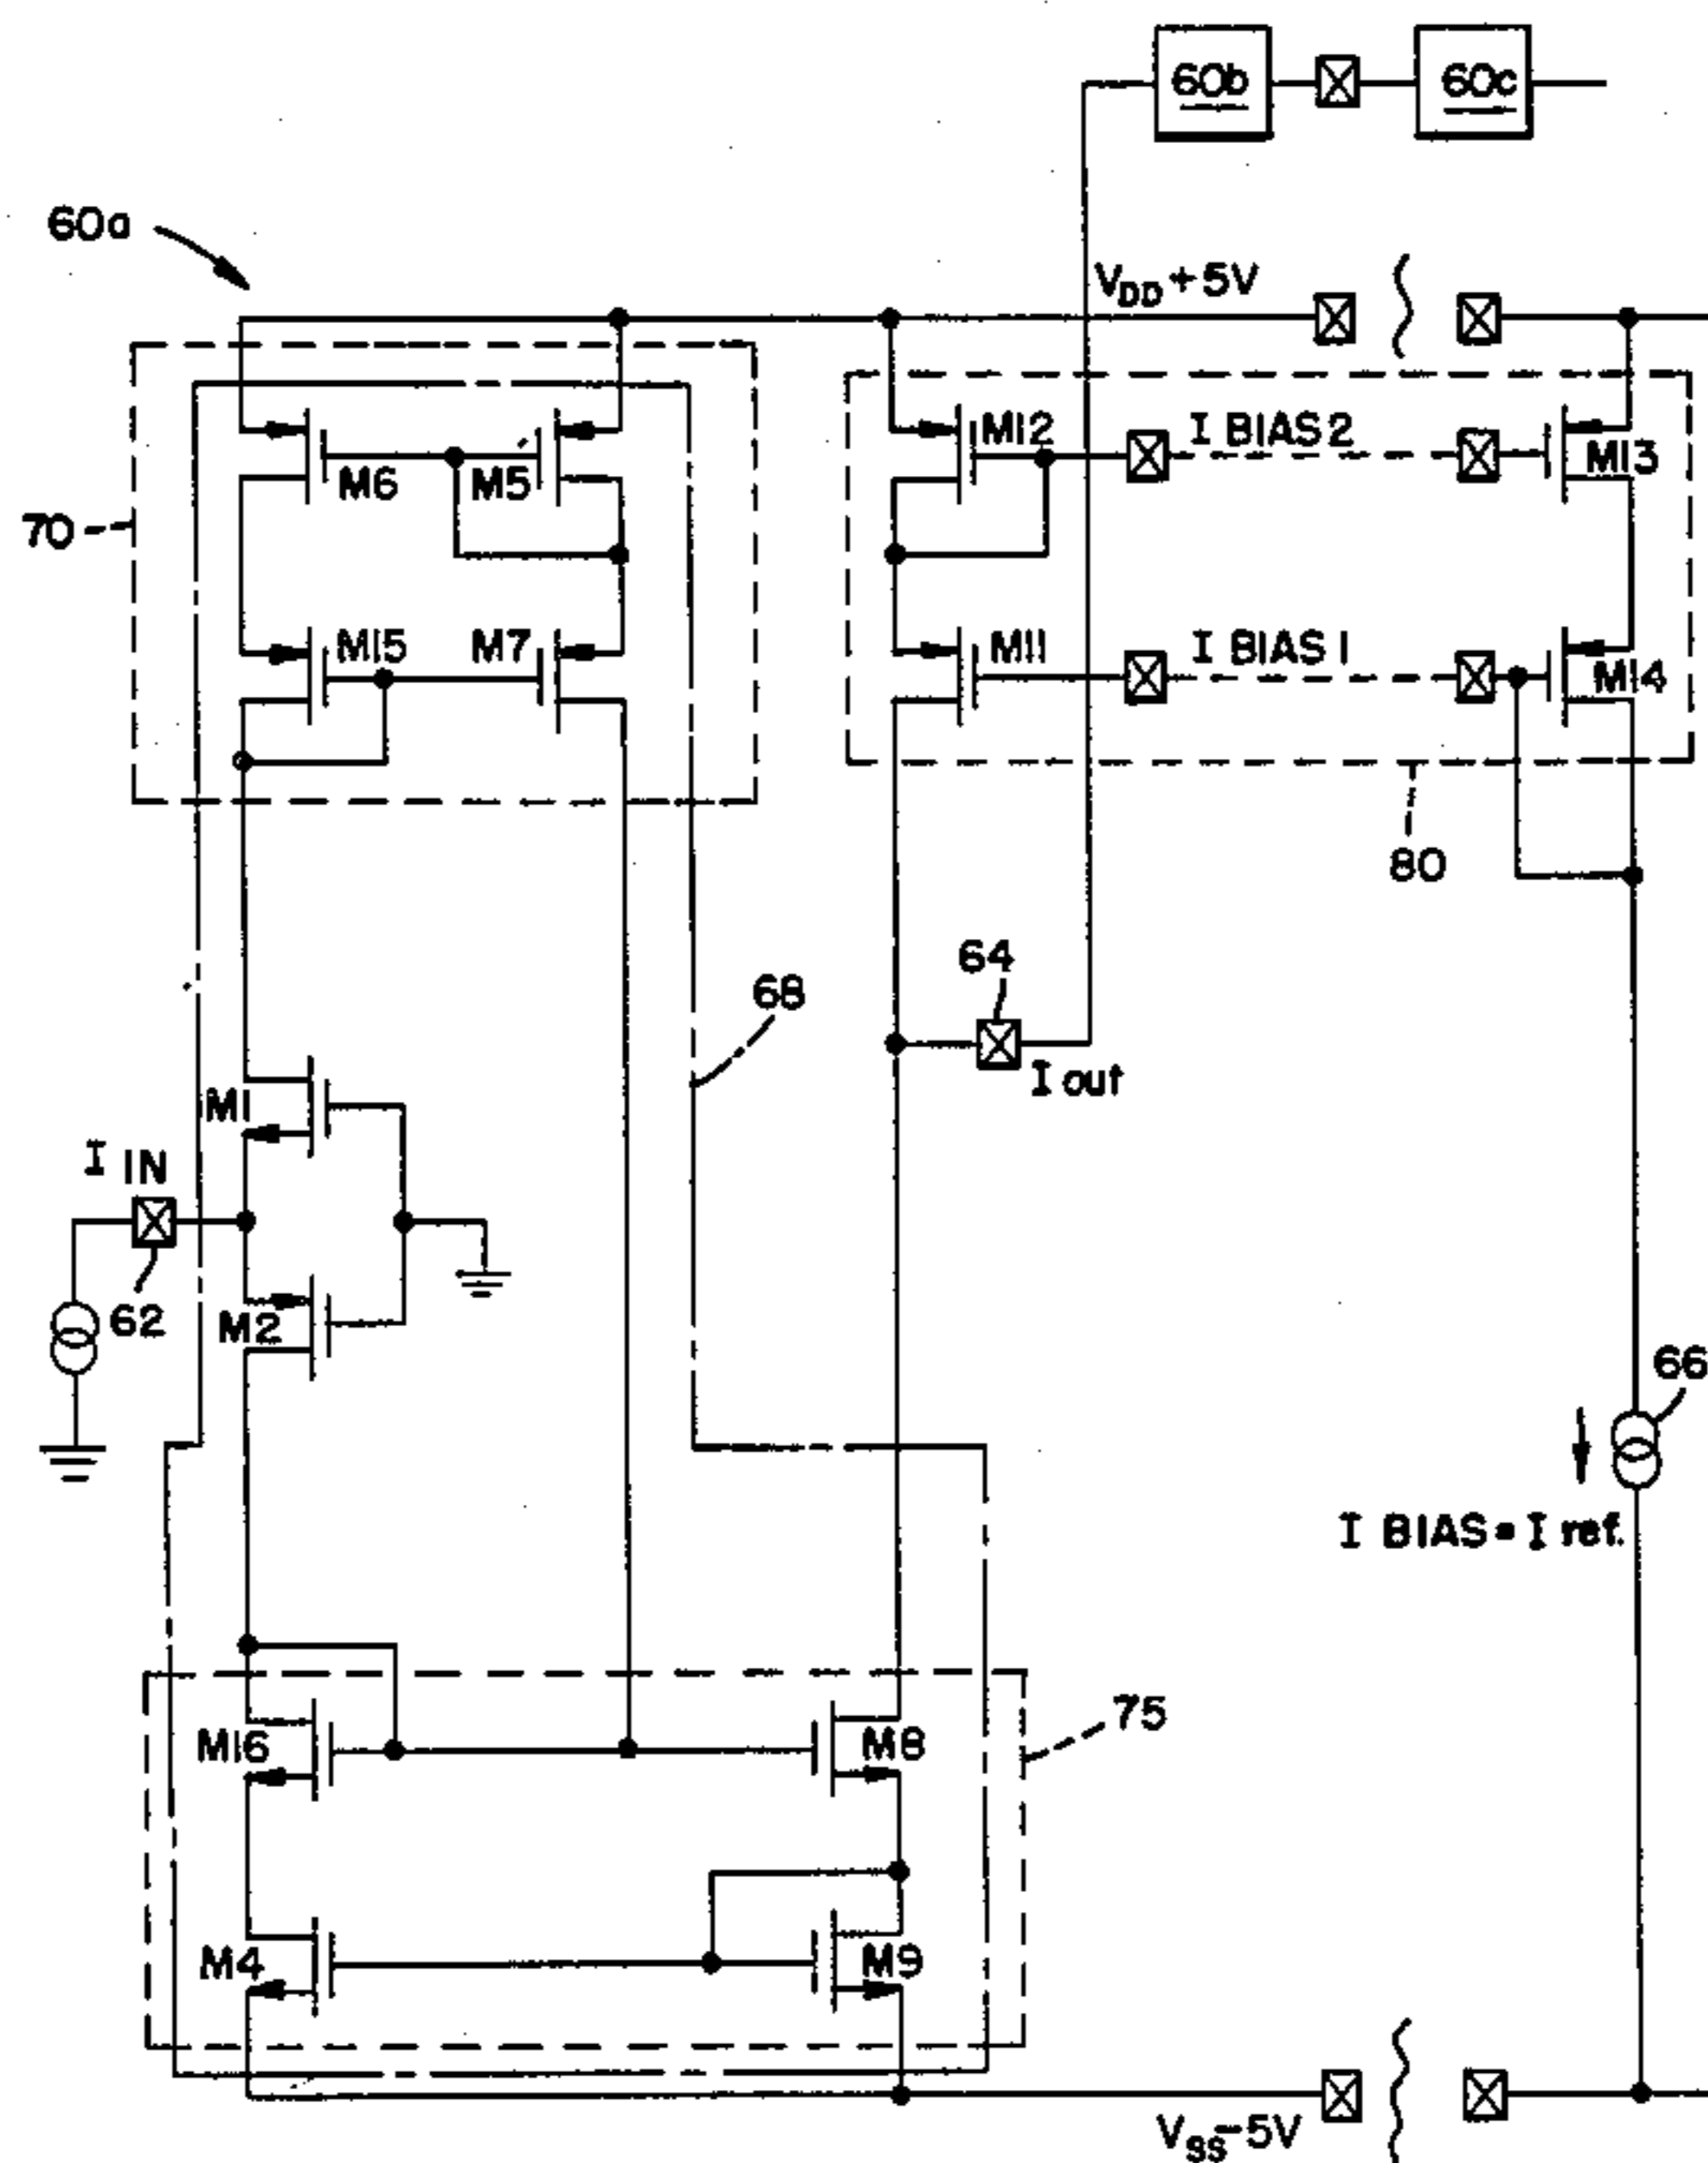 60b 60c
60a
VDD +5V
M12 I BIAS 2 M13
M6 M5
70
M15 M7 M11 I BIAS 1 M14
80
64
68
I out
M1
I IN
62 M2
66
I BIAS = I ref.
75
M16 M8
M4 M9
VSS-5V